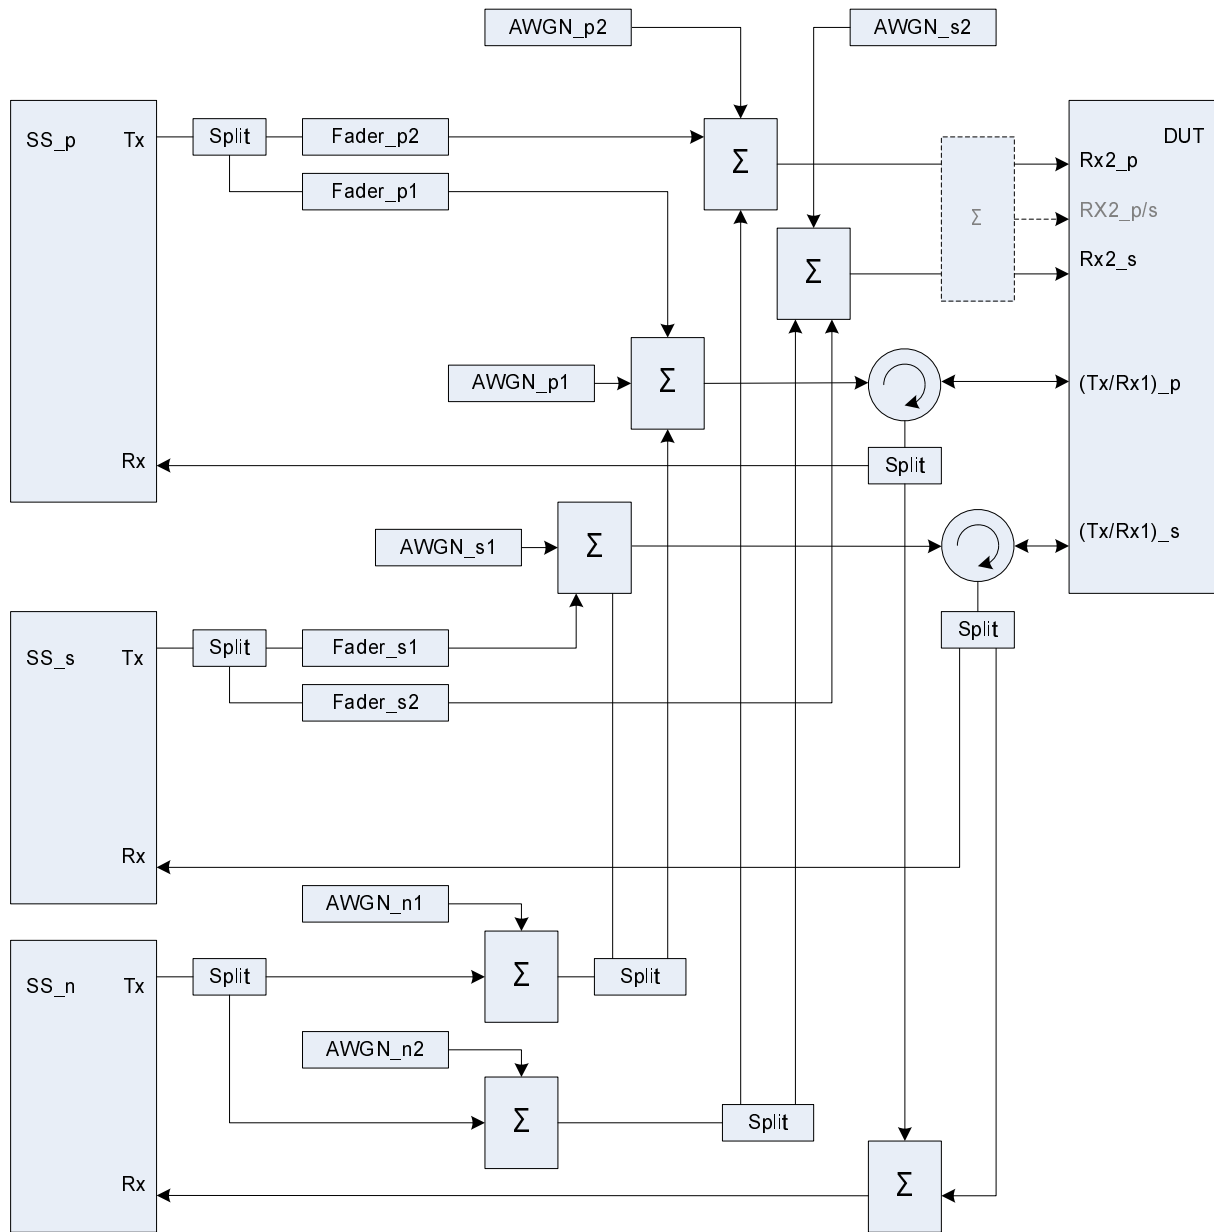 AWGN_p2
AWGN_s2
SS_p
Tx
Split
Fader_p2
Σ
DUT
Rx2_p
Fader_p1
Σ
RX2_p/s
Σ
Rx2_s
AWGN_p1
Σ
(Tx/Rx1)_p
Rx
Split
AWGN_s1
Σ
(Tx/Rx1)_s
Split
SS_s
Tx
Split
Fader_s1
Fader_s2
Rx
AWGN_n1
SS_n
Tx
Split
Σ
Split
AWGN_n2
Σ
Split
Rx
Σ